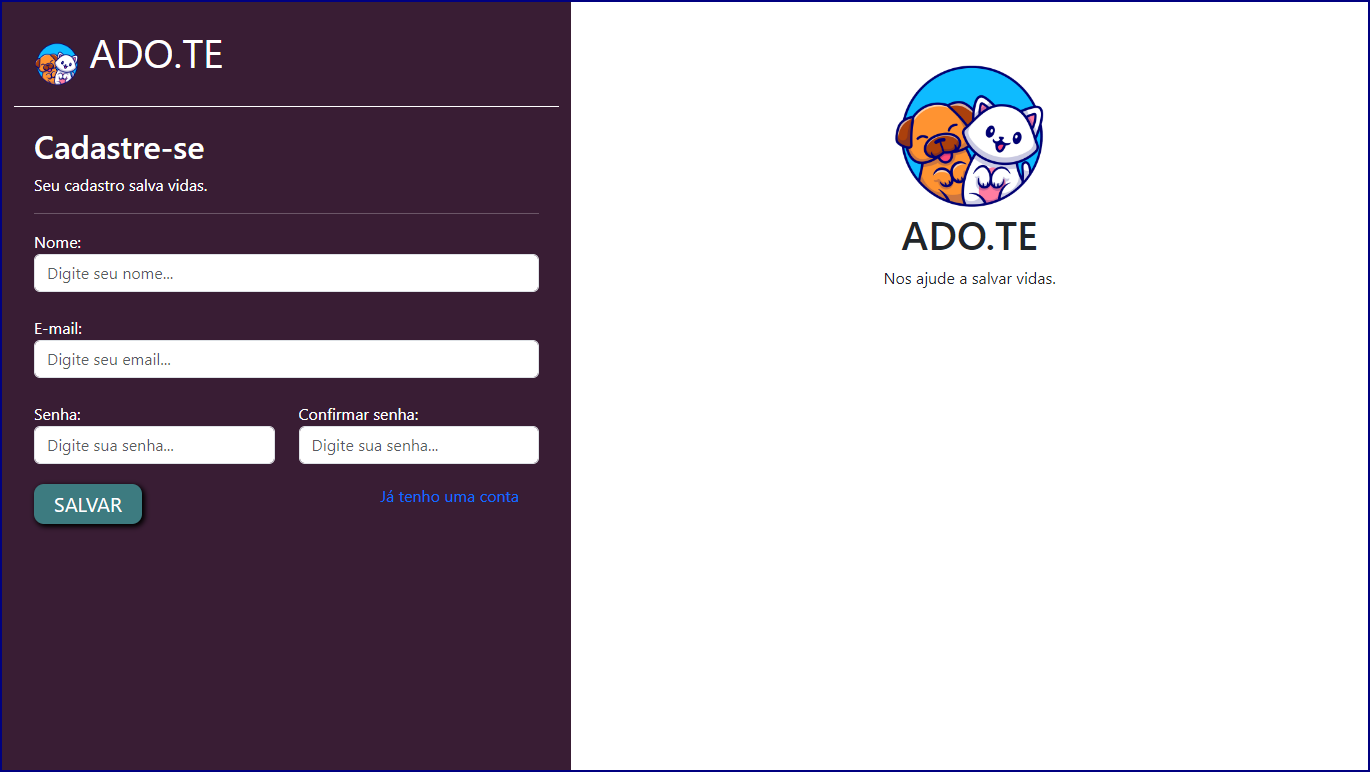 ADO.TE
Cadastre-se
Seu cadastro salva vidas.
Nome:
Digite seu nome...
E-mail:
Digite seu email...
Senha:
Confirmar senha:
Digite sua senha...
Digite sua senha...
SALVAR
Já tenho uma conta
ADO.TE
Nos ajude a salvar vidas.